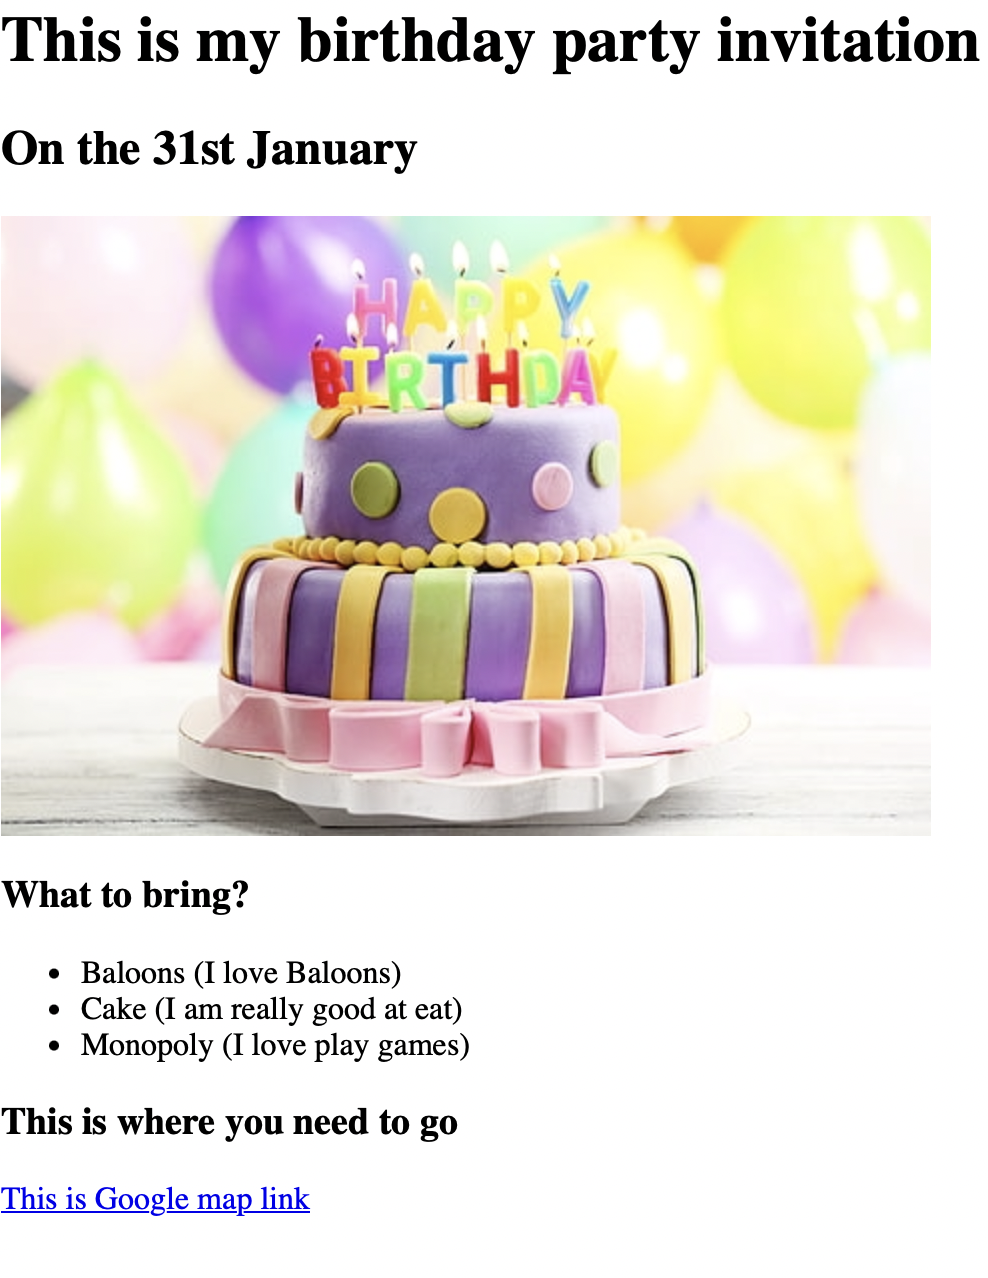 This is my birthday party invitation
On the 31st January
HAPPY
BIRTHDAY
What to bring?
Baloons (I love Baloons)
Cake (I am really good at eat)
Monopoly (I love play games)
This is where you need to go
This is Google map link